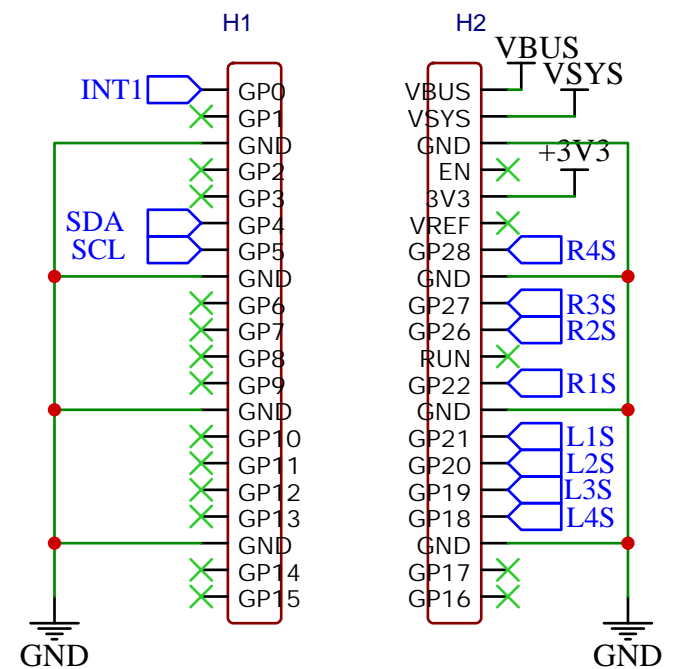 H1
INT1
GP0
GP1
GND
GP2
GP3
SDA
GP4
SCL
GP5
GND
GP6
GP7
GP8
GP9
GND
GP10
GP11
GP12
GP13
GND
GP14
GP15
GND
H2
VBUS
VSYS
VBUS
VSYS
GND
+3V3
EN
3V3
VREF
GP28
R4S
GND
GP27
R3S
GP26
R2S
RUN
GP22
R1S
GND
GP21
L1S
GP20
L2S
GP19
L3S
GP18
L4S
GND
GP17
GP16
GND